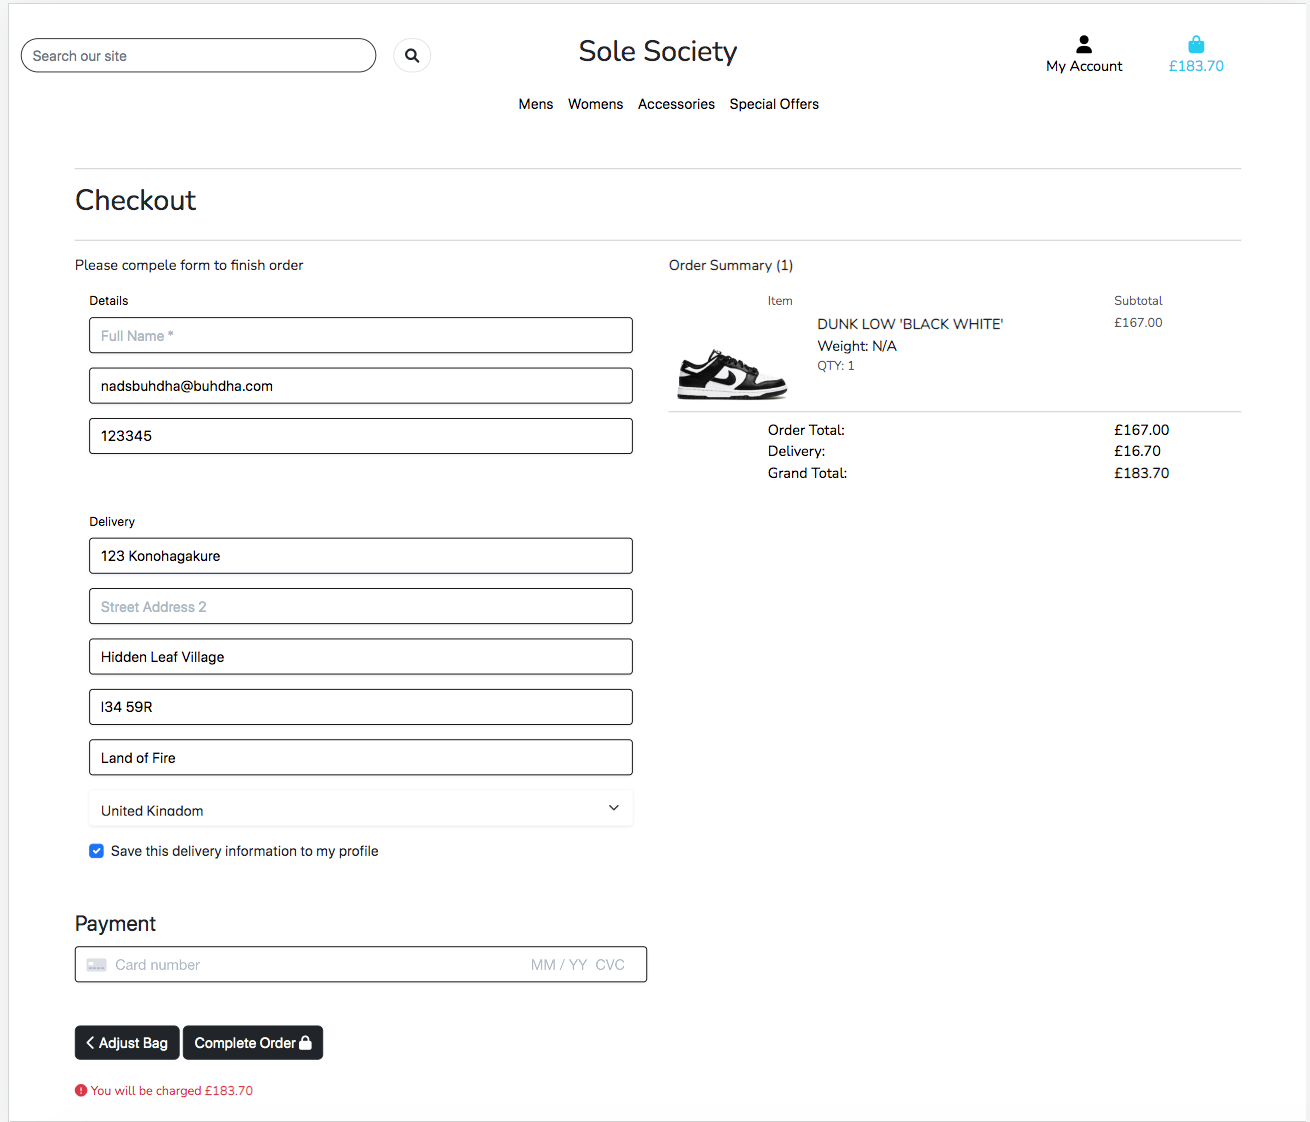 Search our site
Sole Society
My Account
£183.70
Mens Womens Accessories Special Offers
Checkout
Please compele form to finish order
Details
Full Name *
nadsbuhdha@buhdha.com
123345
Delivery
123 Konohagakure
Street Address 2
Hidden Leaf Village
I34 59R
Land of Fire
United Kingdom
Save this delivery information to my profile
Payment
Card number MM / YY CVC
Adjust Bag Complete Order
You will be charged £183.70
Order Summary (1)
Item Subtotal
DUNK LOW 'BLACK WHITE' £167.00
Weight: N/A
QTY: 1
Order Total: £167.00
Delivery: £16.70
Grand Total: £183.70